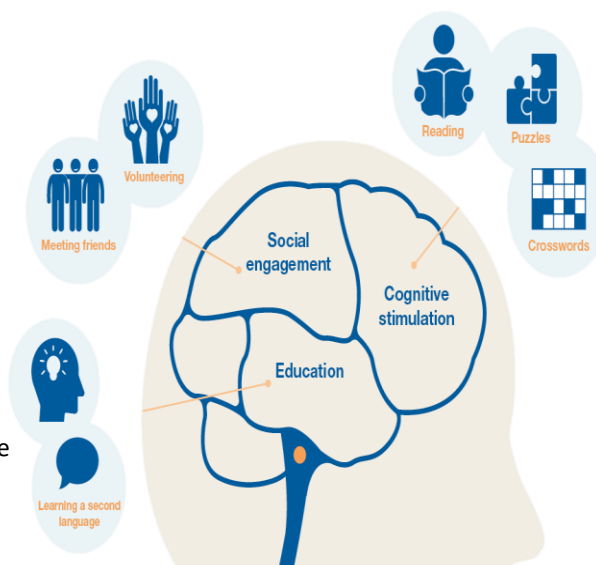 Reading
Puzzles
Crosswords
Volunteering
Meeting friends
Social
engagement
Cognitive
stimulation
Education
e
Learning a second
language